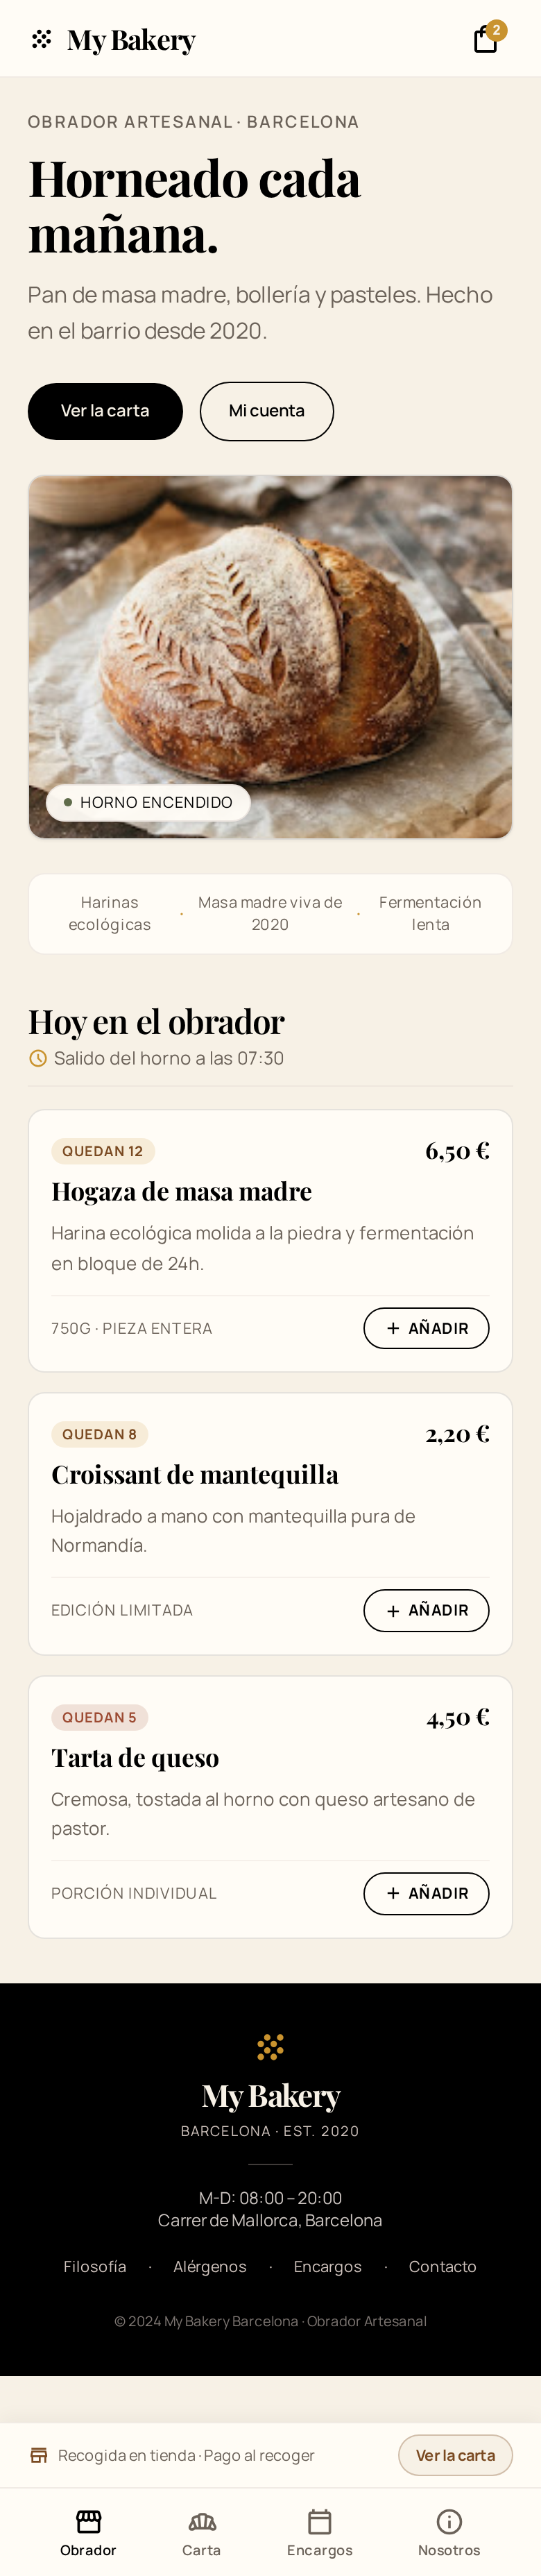 My Bakery
2
OBRADOR ARTESANAL · BARCELONA
Horneado cada
mañana.
Pan de masa madre, bollería y pasteles. Hecho
en el barrio desde 2020.
Ver la carta
Mi cuenta
HORNO ENCENDIDO
Harinas
ecológicas
·
Masa madre viva de
2020
·
Fermentación
lenta
Hoy en el obrador
Salido del horno a las 07:30
QUEDAN 12
6,50 €
Hogaza de masa madre
Harina ecológica molida a la piedra y fermentación
en bloque de 24h.
750G · PIEZA ENTERA
+ AÑADIR
QUEDAN 8
2,20 €
Croissant de mantequilla
Hojaldrado a mano con mantequilla pura de
Normandía.
EDICIÓN LIMITADA
+ AÑADIR
QUEDAN 5
4,50 €
Tarta de queso
Cremosa, tostada al horno con queso artesano de
pastor.
PORCIÓN INDIVIDUAL
+ AÑADIR
My Bakery
BARCELONA · EST. 2020
M-D: 08:00 – 20:00
Carrer de Mallorca, Barcelona
Filosofía · Alérgenos · Encargos · Contacto
© 2024 My Bakery Barcelona · Obrador Artesanal
Recogida en tienda · Pago al recoger
Ver la carta
Obrador
Carta
Encargos
Nosotros